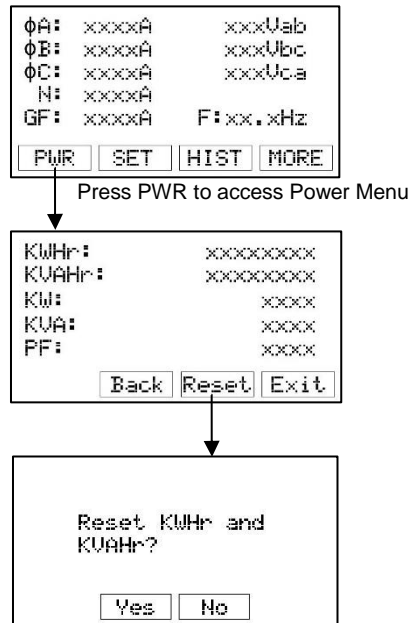 ϕA: xxxxA xxxVab
ϕB: xxxxA xxxVbc
ϕC: xxxxA xxxVca
N: xxxxA
GF: xxxxA F:xx.xHz
PWR SET HIST MORE
Press PWR to access Power Menu
KWHr: xxxxxxxx
KVAHr: xxxxxxxx
KW: xxxx
KVA: xxxx
PF: xxxx
Back Reset Exit
Reset KWHr and
KVAHr?
Yes No